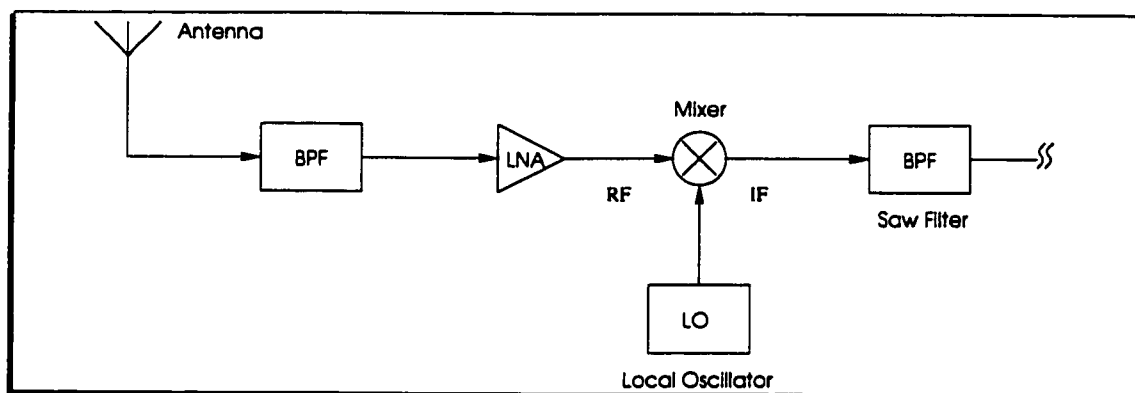 Antenna
Mixer
BPF
LNA
BPF
RF
IF
Saw Filter
LO
Local Oscillator